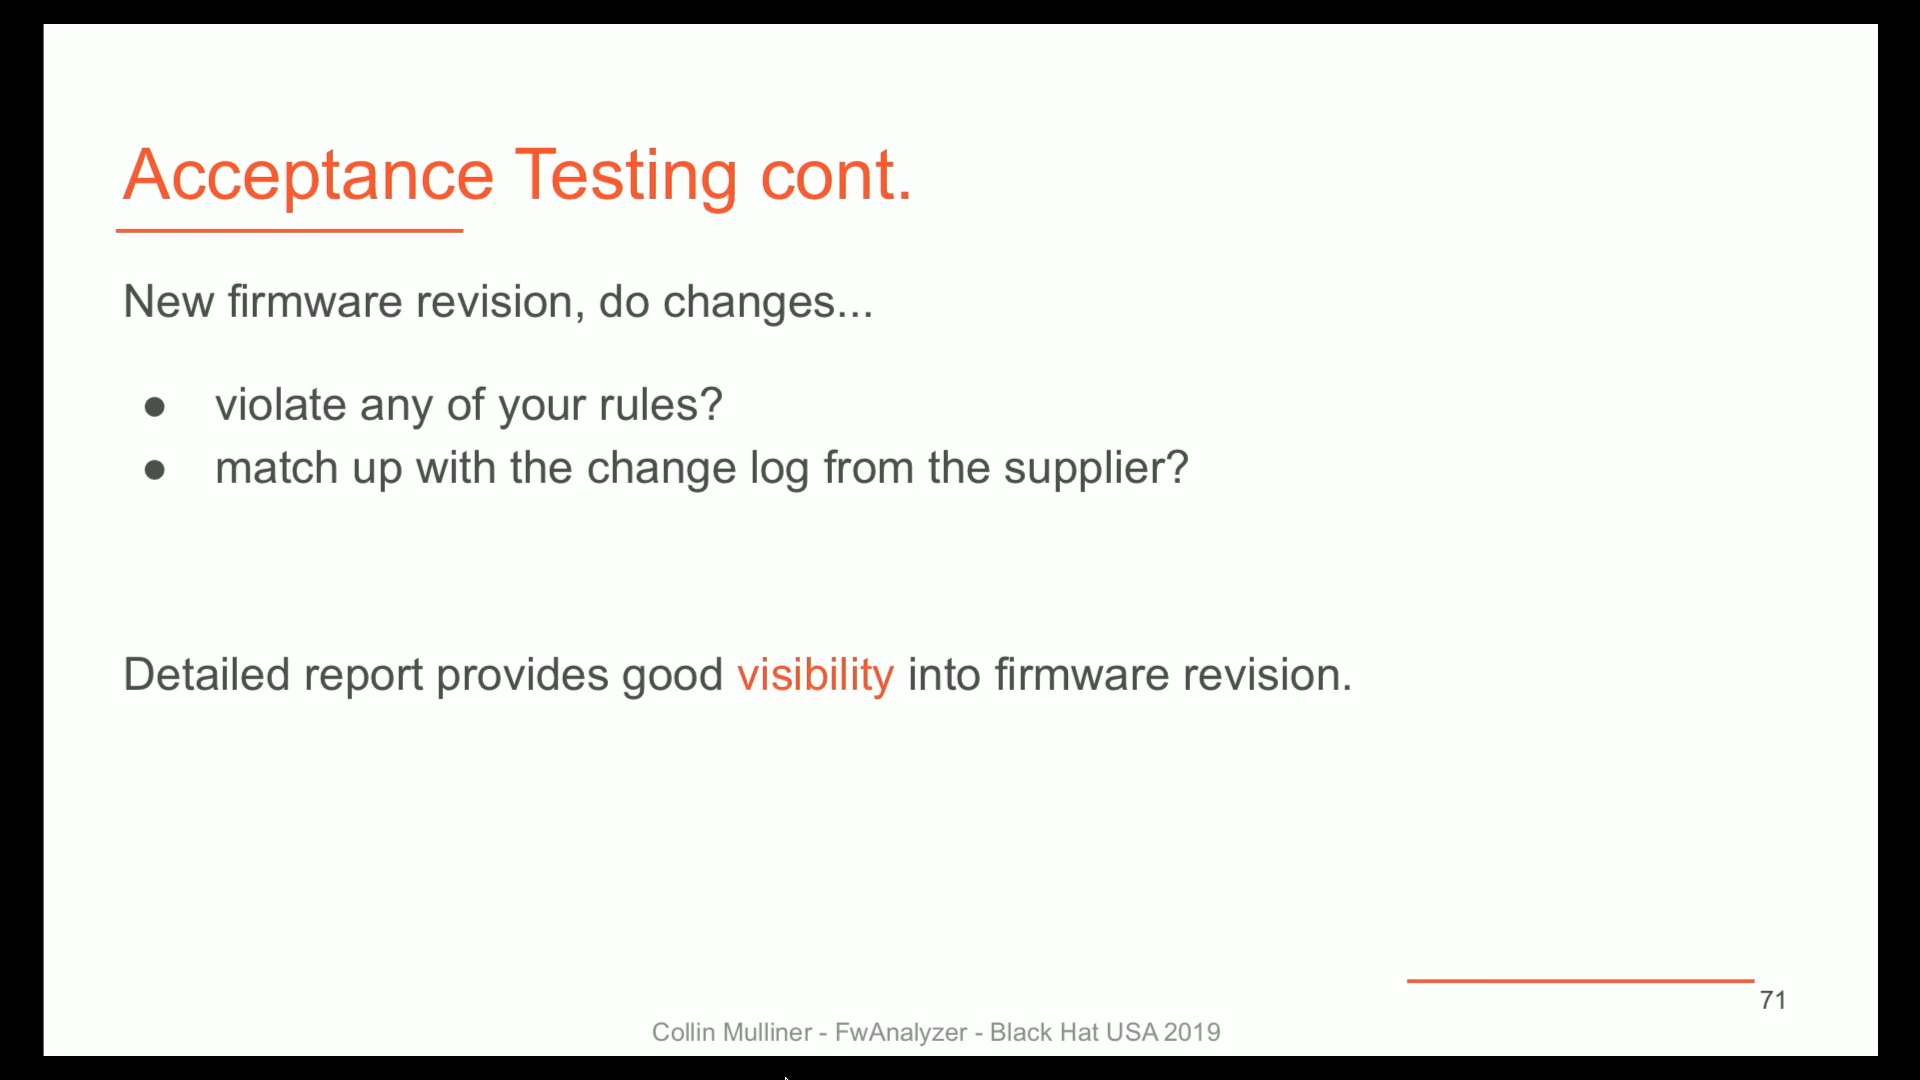 Acceptance Testing cont.
New firmware revision, do changes...
● violate any of your rules?
● match up with the change log from the supplier?
Detailed report provides good visibility into firmware revision.
71
Collin Mulliner - FwAnalyzer - Black Hat USA 2019